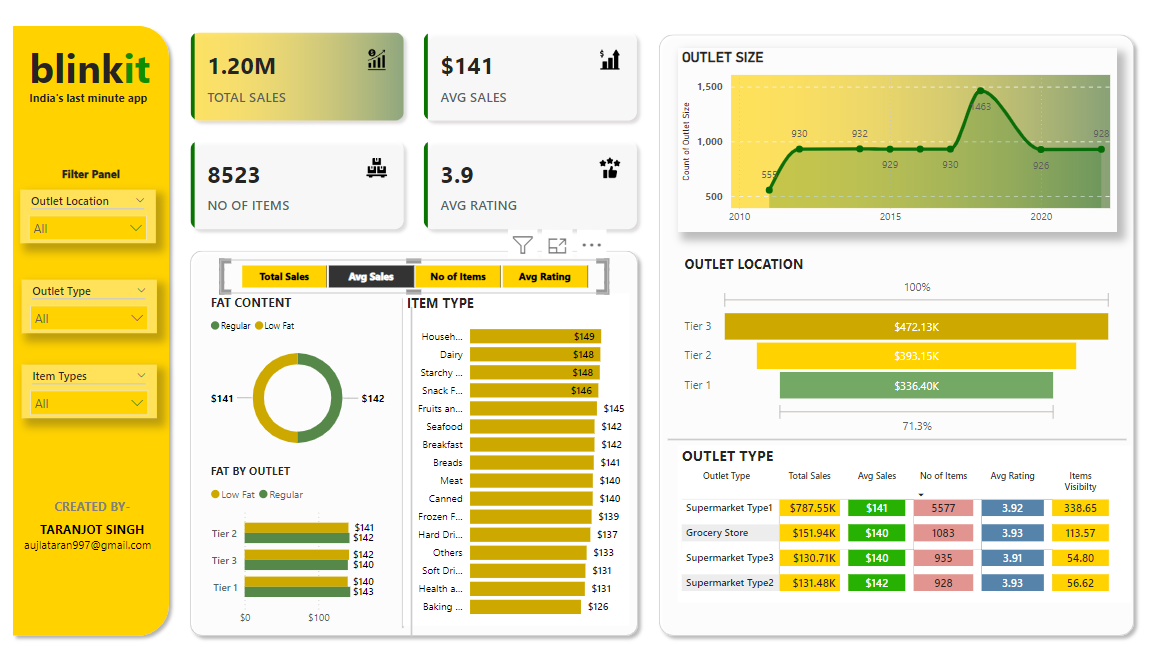 blinkit
India's last minute app
Filter Panel
Outlet Location
All
Outlet Type
All
Item Types
All
CREATED BY-
TARANJOT SINGH
aujlataran997@gmail.com
1.20M
TOTAL SALES
$141
AVG SALES
8523
NO OF ITEMS
3.9
AVG RATING
Total Sales Avg Sales No of Items Avg Rating
FAT CONTENT
Regular Low Fat
$141 $142
FAT BY OUTLET
Low Fat Regular
Tier 2 $141
$142
Tier 3 $142
$140
Tier 1 $140
$143
$0 $100
ITEM TYPE
Househ... $149
Dairy $148
Starchy ... $148
Snack F... $146
Fruits an... $145
Seafood $142
Breakfast $142
Breads $141
Meat $140
Canned $140
Frozen F... $139
Hard Dri... $137
Others $133
Soft Dri... $131
Health a... $131
Baking ... $126
OUTLET SIZE
Count of Outlet Size
1,500
1,000
500
555 930 932 929 930 1463 926 928
2010 2015 2020
OUTLET LOCATION
100%
Tier 3 $472.13K
Tier 2 $393.15K
Tier 1 $336.40K
71.3%
OUTLET TYPE
Outlet Type Total Sales Avg Sales No of Items Avg Rating Items Visibilty
Supermarket Type1 $787.55K $141 5577 3.92 338.65
Grocery Store $151.94K $140 1083 3.93 113.57
Supermarket Type3 $130.71K $140 935 3.91 54.80
Supermarket Type2 $131.48K $142 928 3.93 56.62